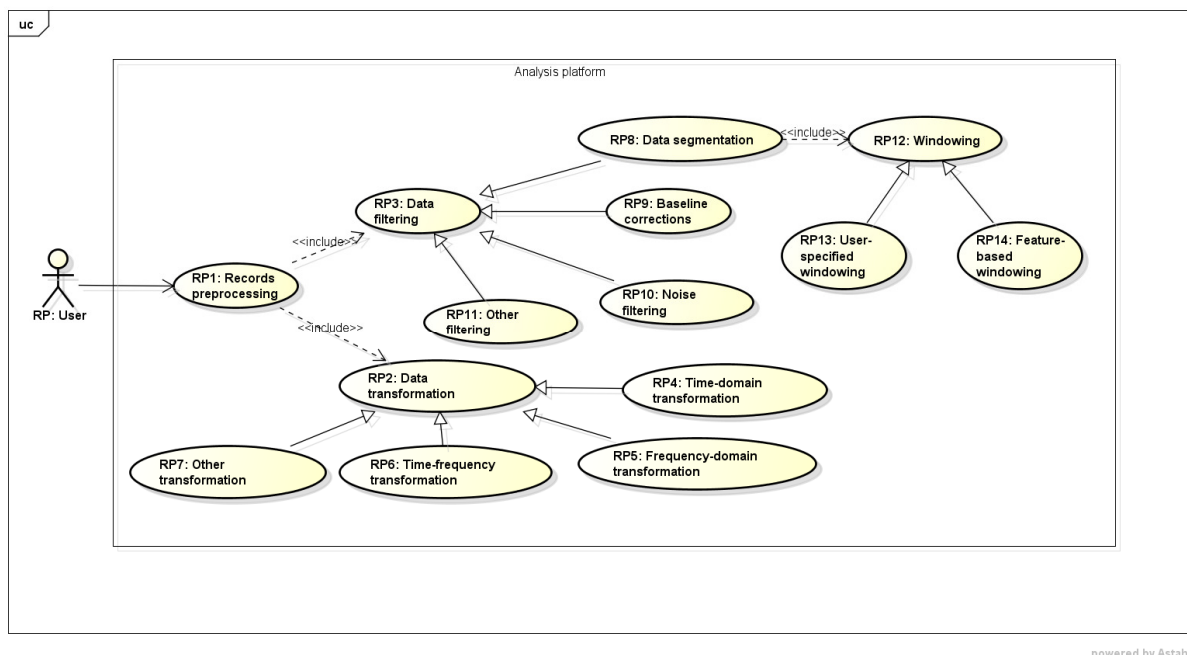 uc
Analysis platform
RP8: Data segmentation
<<include>>
RP12: Windowing
RP3: Data
filtering
RP9: Baseline
corrections
RP13: User-
specified
windowing
RP14: Feature-
based
windowing
<<include>>
RP1: Records
preprocessing
RP: User
RP10: Noise
filtering
RP11: Other
filtering
<<include>>
RP2: Data
transformation
RP4: Time-domain
transformation
RP7: Other
transformation
RP6: Time-frequency
transformation
RP5: Frequency-domain
transformation
powered by Astah